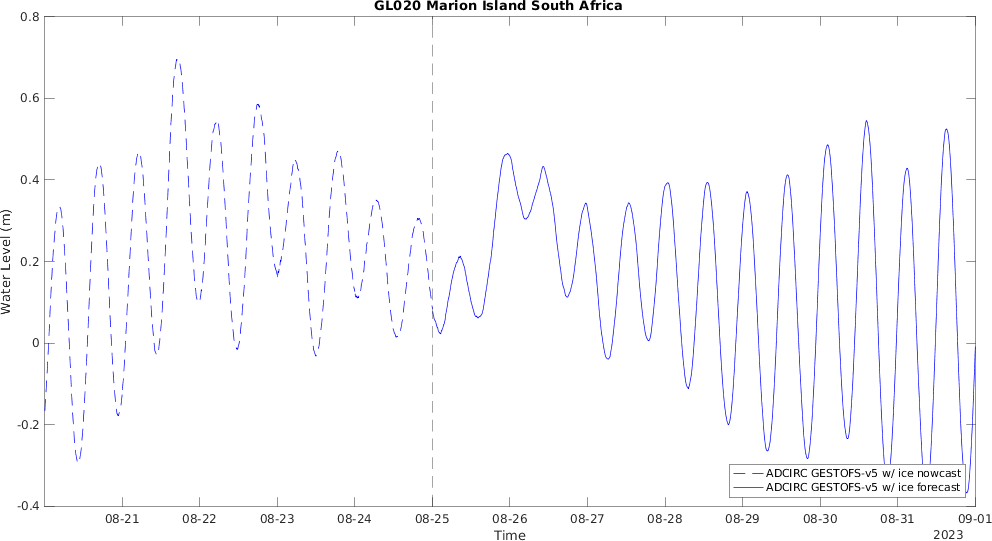 GL020 Marion Island South Africa
0.8
0.6
0.4
0.2
0
-0.2
-0.4
Water Level (m)
ADCIRC GESTOFS-v5 w/ ice nowcast
ADCIRC GESTOFS-v5 w/ ice forecast
08-21 08-22 08-23 08-24 08-25 08-26 08-27 08-28 08-29 08-30 08-31 09-01
Time
2023